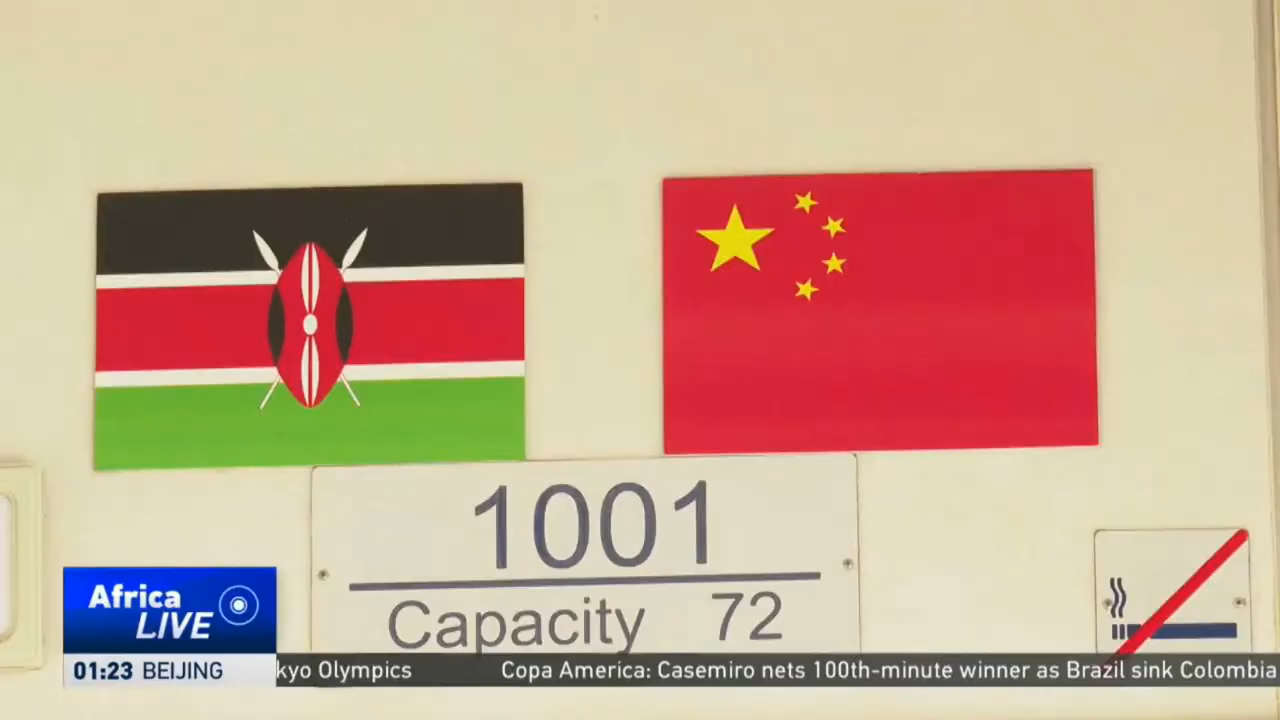 1001
Capacity 72
Africa
LIVE
01:23 BEIJING
kyo Olympics Copa America: Casemiro nets 100th-minute winner as Brazil sink Colombia